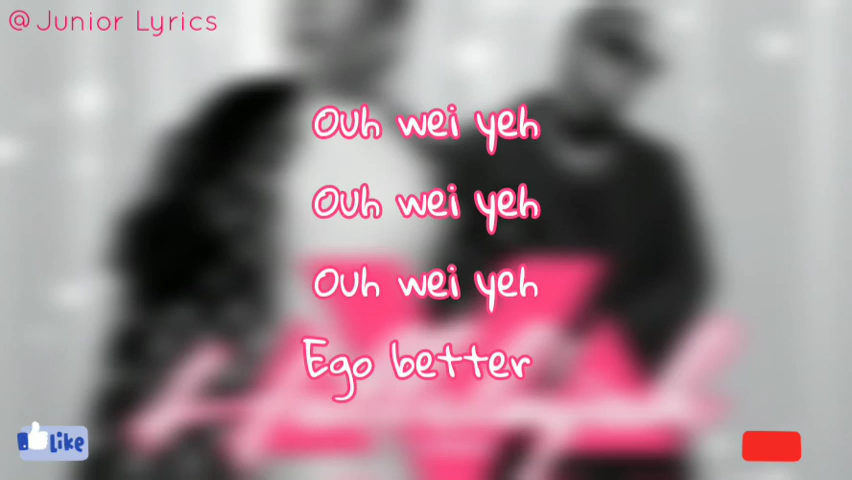 @Junior Lyrics
Ouh wei yeh
Ouh wei yeh
Ouh wei yeh
Ego better
Like